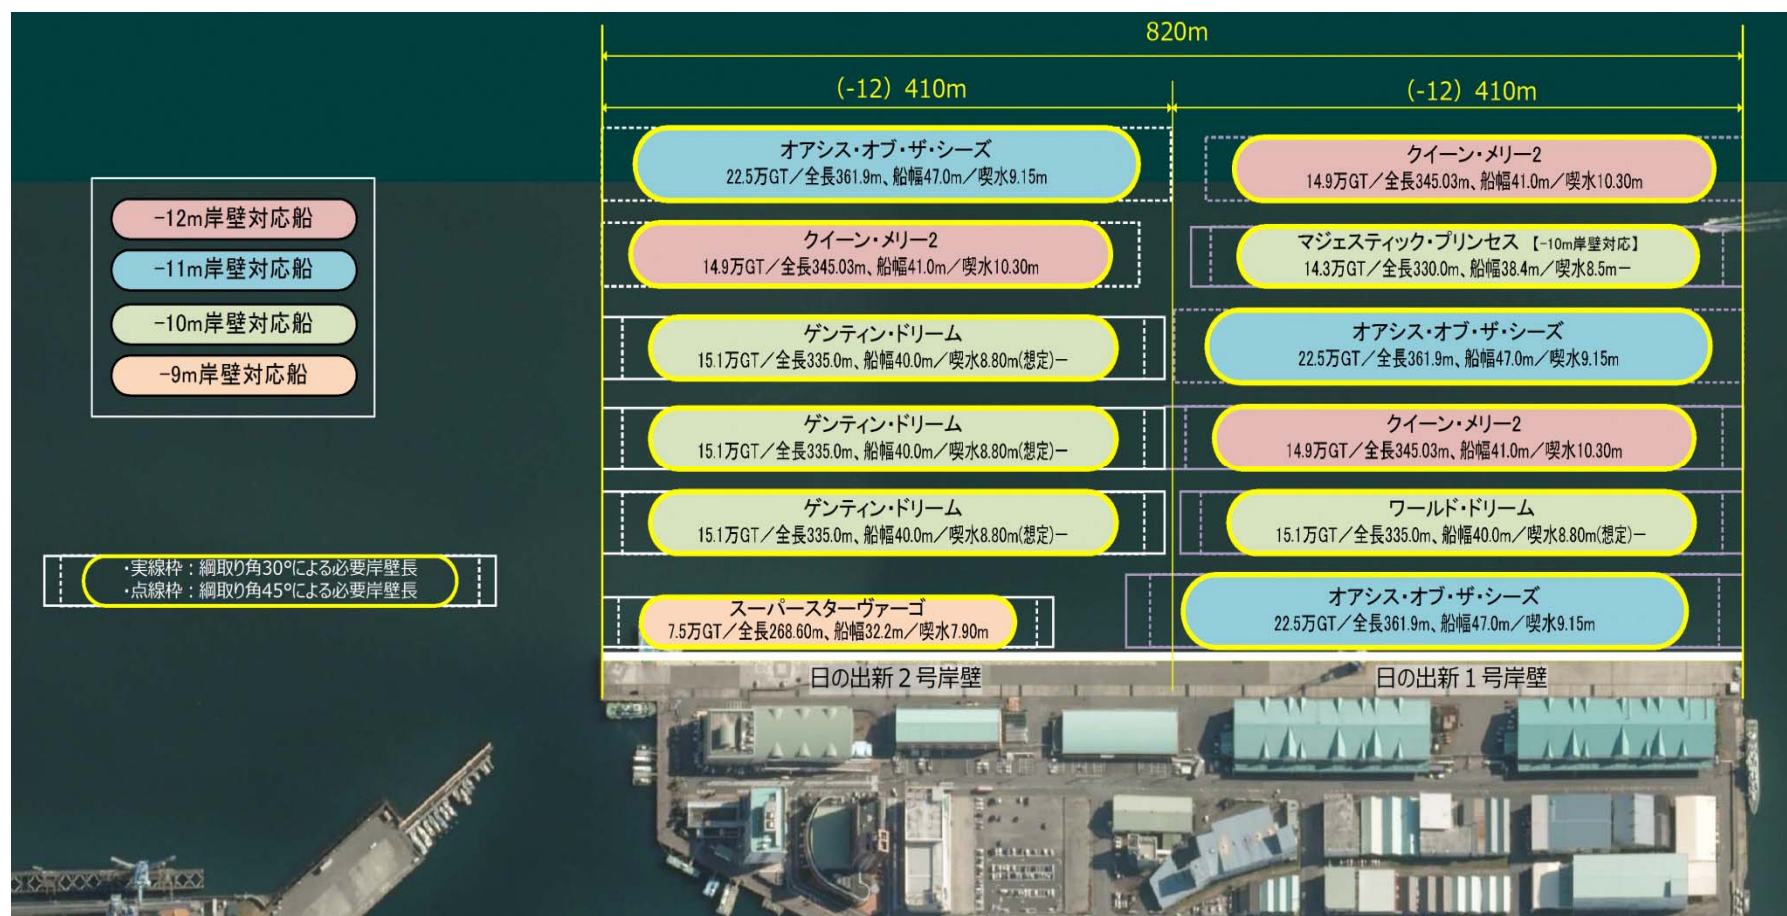 820m
(-12) 410m
(-12) 410m
オアシス・オブ・ザ・シーズ
22.5万GT／全長361.9m、船幅47.0m／喫水9.15m
クイーン・メリー2
14.9万GT／全長345.03m、船幅41.0m／喫水10.30m
-12m岸壁対応船
-11m岸壁対応船
-10m岸壁対応船
-9m岸壁対応船
クイーン・メリー2
14.9万GT／全長345.03m、船幅41.0m／喫水10.30m
マジェスティック・プリンセス 【-10m岸壁対応】
14.3万GT／全長330.0m、船幅38.4m／喫水8.5m－
ゲンティン・ドリーム
15.1万GT／全長335.0m、船幅40.0m／喫水8.80m(想定)－
オアシス・オブ・ザ・シーズ
22.5万GT／全長361.9m、船幅47.0m／喫水9.15m
ゲンティン・ドリーム
15.1万GT／全長335.0m、船幅40.0m／喫水8.80m(想定)－
クイーン・メリー2
14.9万GT／全長345.03m、船幅41.0m／喫水10.30m
ゲンティン・ドリーム
15.1万GT／全長335.0m、船幅40.0m／喫水8.80m(想定)－
ワールド・ドリーム
15.1万GT／全長335.0m、船幅40.0m／喫水8.80m(想定)－
・実線枠：綱取り角30°による必要岸壁長
・点線枠：綱取り角45°による必要岸壁長
スーパースターヴァーゴ
7.5万GT／全長268.60m、船幅32.2m／喫水7.90m
オアシス・オブ・ザ・シーズ
22.5万GT／全長361.9m、船幅47.0m／喫水9.15m
日の出新２号岸壁
日の出新１号岸壁